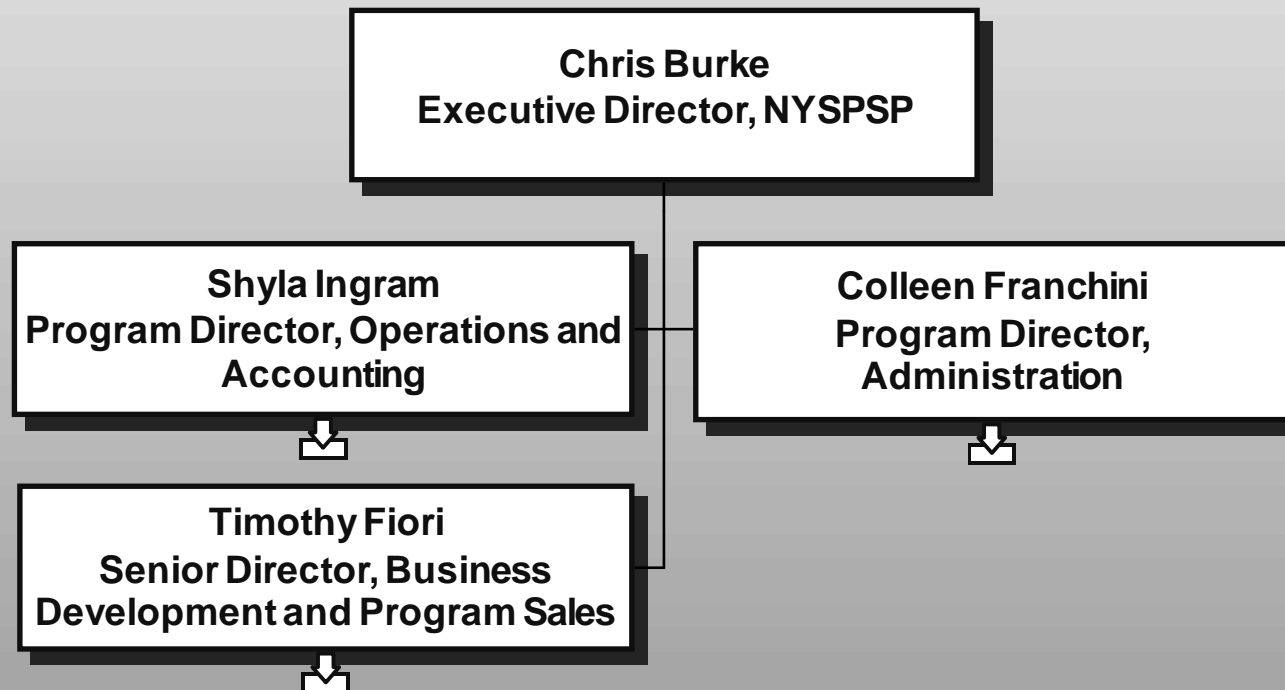 Chris Burke
Executive Director, NYSPSP
Shyla Ingram
Program Director, Operations and
Accounting
Colleen Franchini
Program Director,
Administration
Timothy Fiori
Senior Director, Business
Development and Program Sales